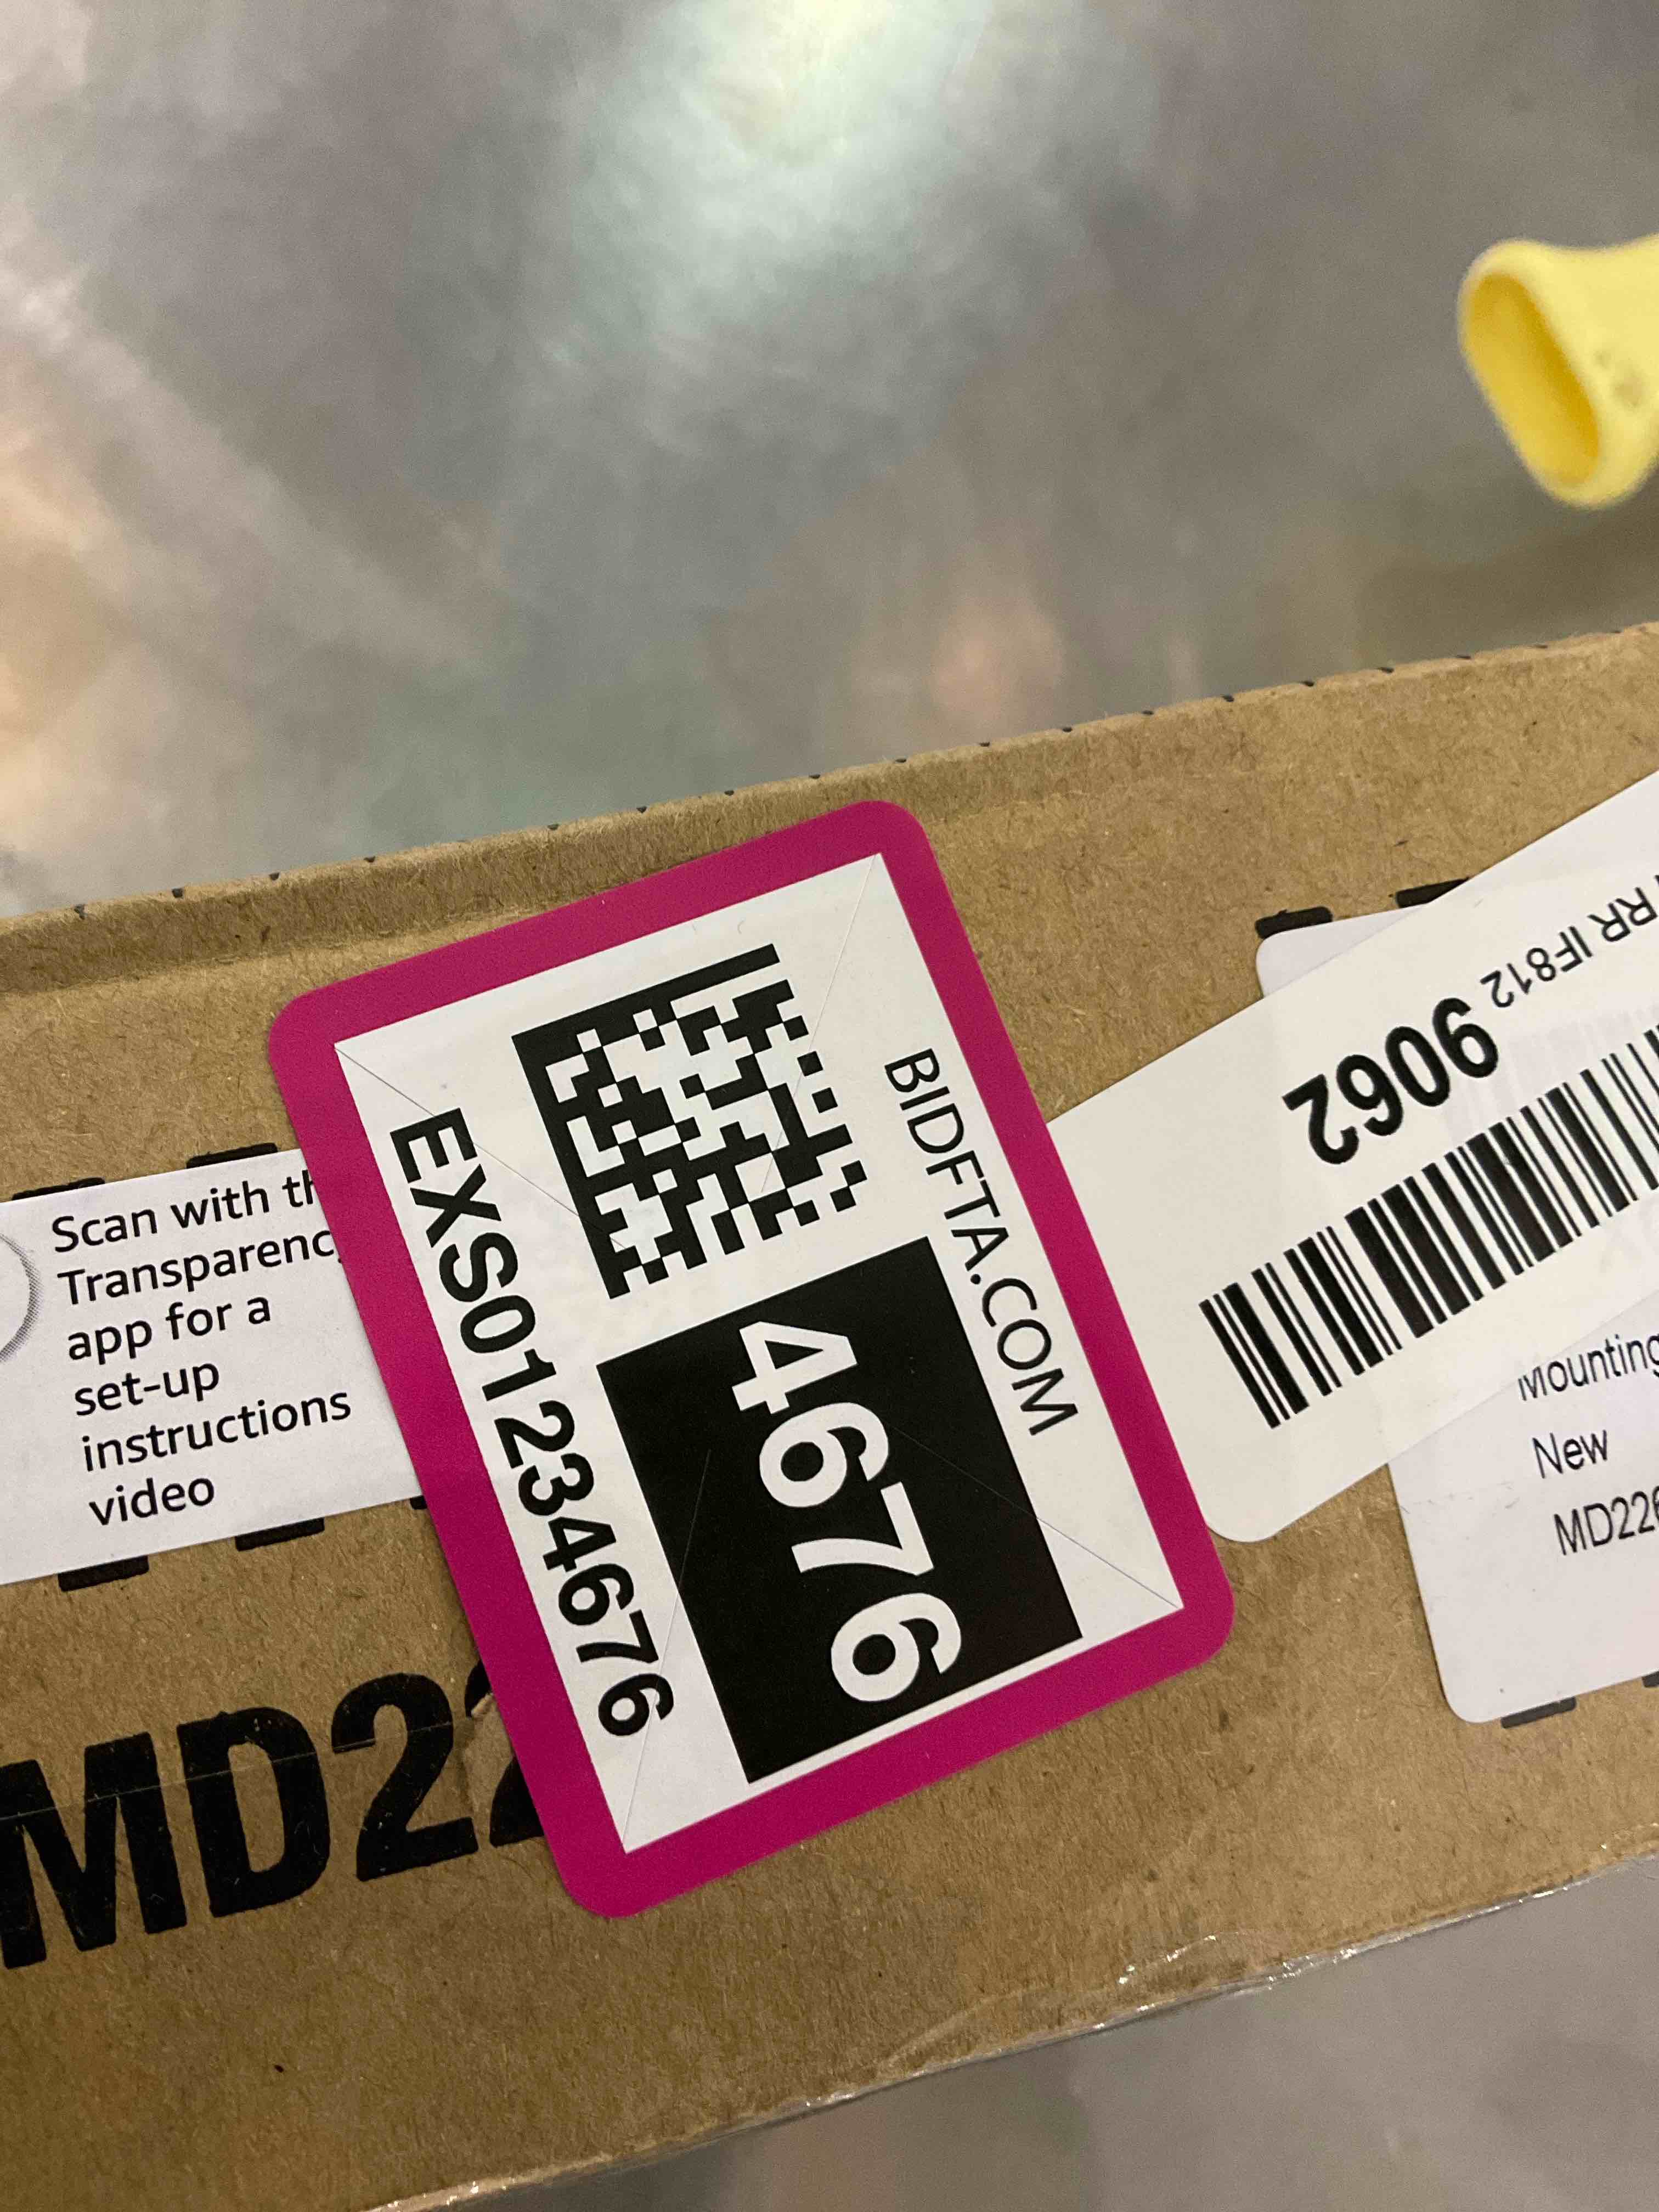 Scan with th
Transparenc
app for a
set-up
instructions
video
BIDFTA.COM
4676
EXS01234676
RR IF812
9062
Mounting
New
MD226
MD22